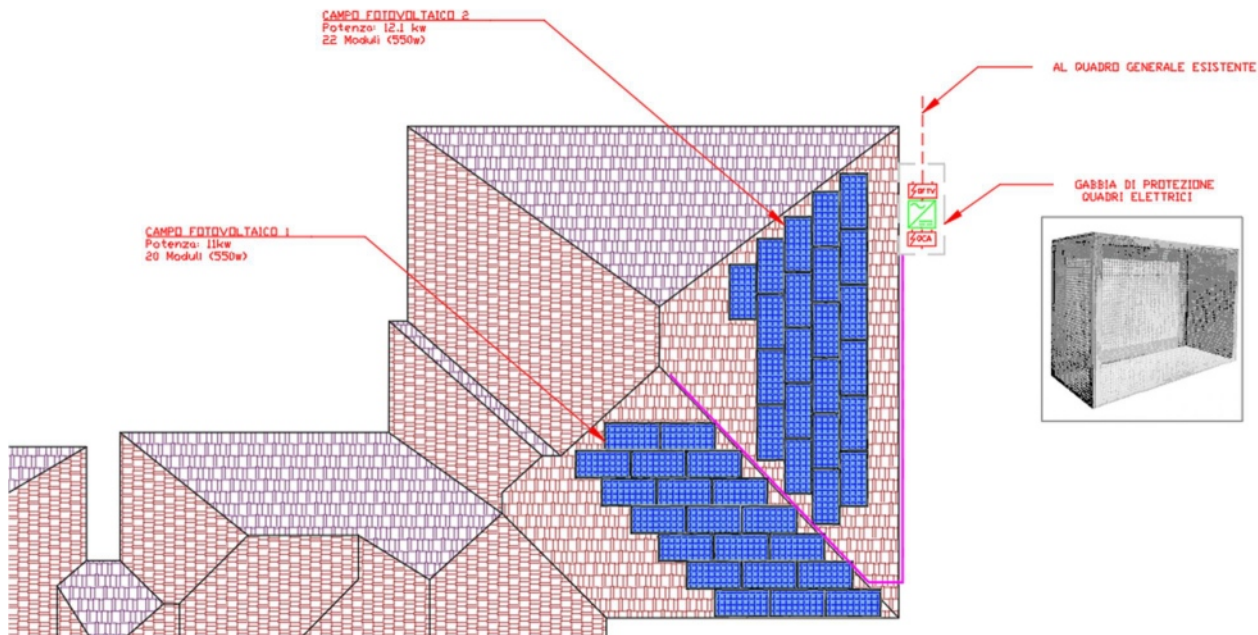 CAMPO FOTOVOLTAICO 2
Potenza: 12.1 kw
22 Moduli (550w)
AL QUADRO GENERALE ESISTENTE
GABBIA DI PROTEZIONE
QUADRI ELETTRICI
CAMPO FOTOVOLTAICO 1
Potenza: 11kw
20 Moduli (550w)